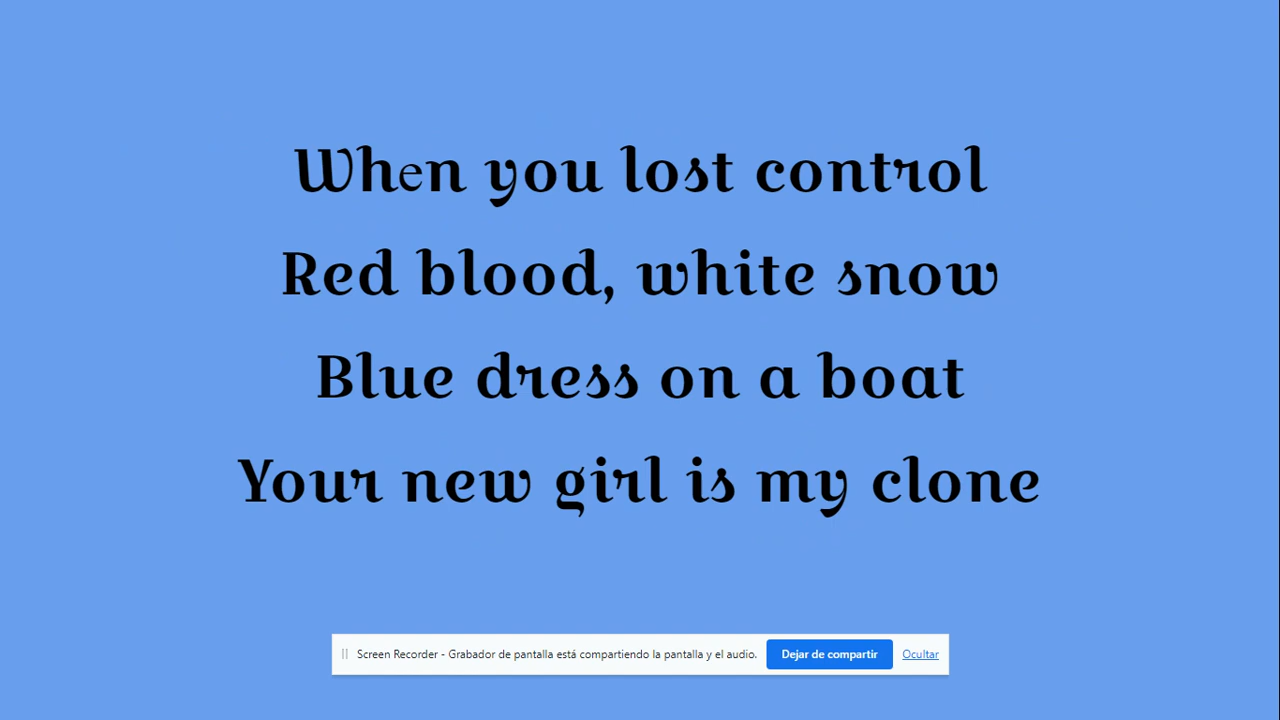 When you lost control
Red blood, white snow
Blue dress on a boat
Your new girl is my clone
Screen Recorder - Grabador de pantalla está compartiendo la pantalla y el audio. Dejar de compartir Ocultar